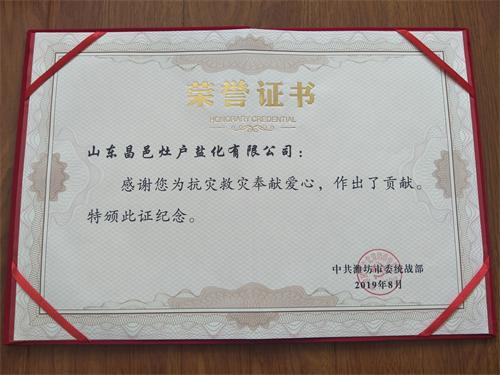 荣誉证书
HONORARY CREDENTIAL
山东昌邑灶户盐化有限公司：
感谢您为抗灾救灾奉献爱心，作出了贡献。
特颁此证纪念。
中共潍坊市委统战部
2019年8月